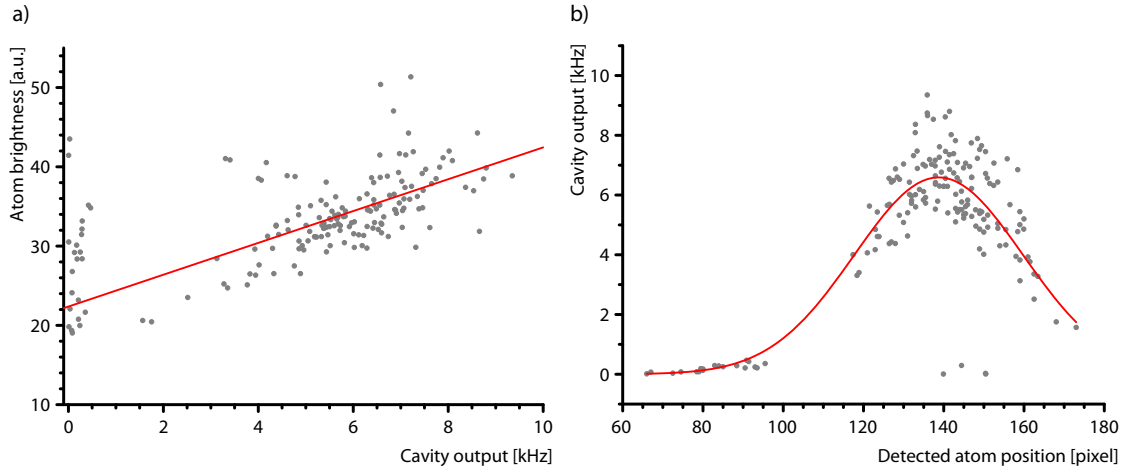 a)
Atom brightness [a.u.]
50
40
30
20
10
0 2 4 6 8 10
Cavity output [kHz]
b)
Cavity output [kHz]
10
8
6
4
2
0
60 80 100 120 140 160 180
Detected atom position [pixel]